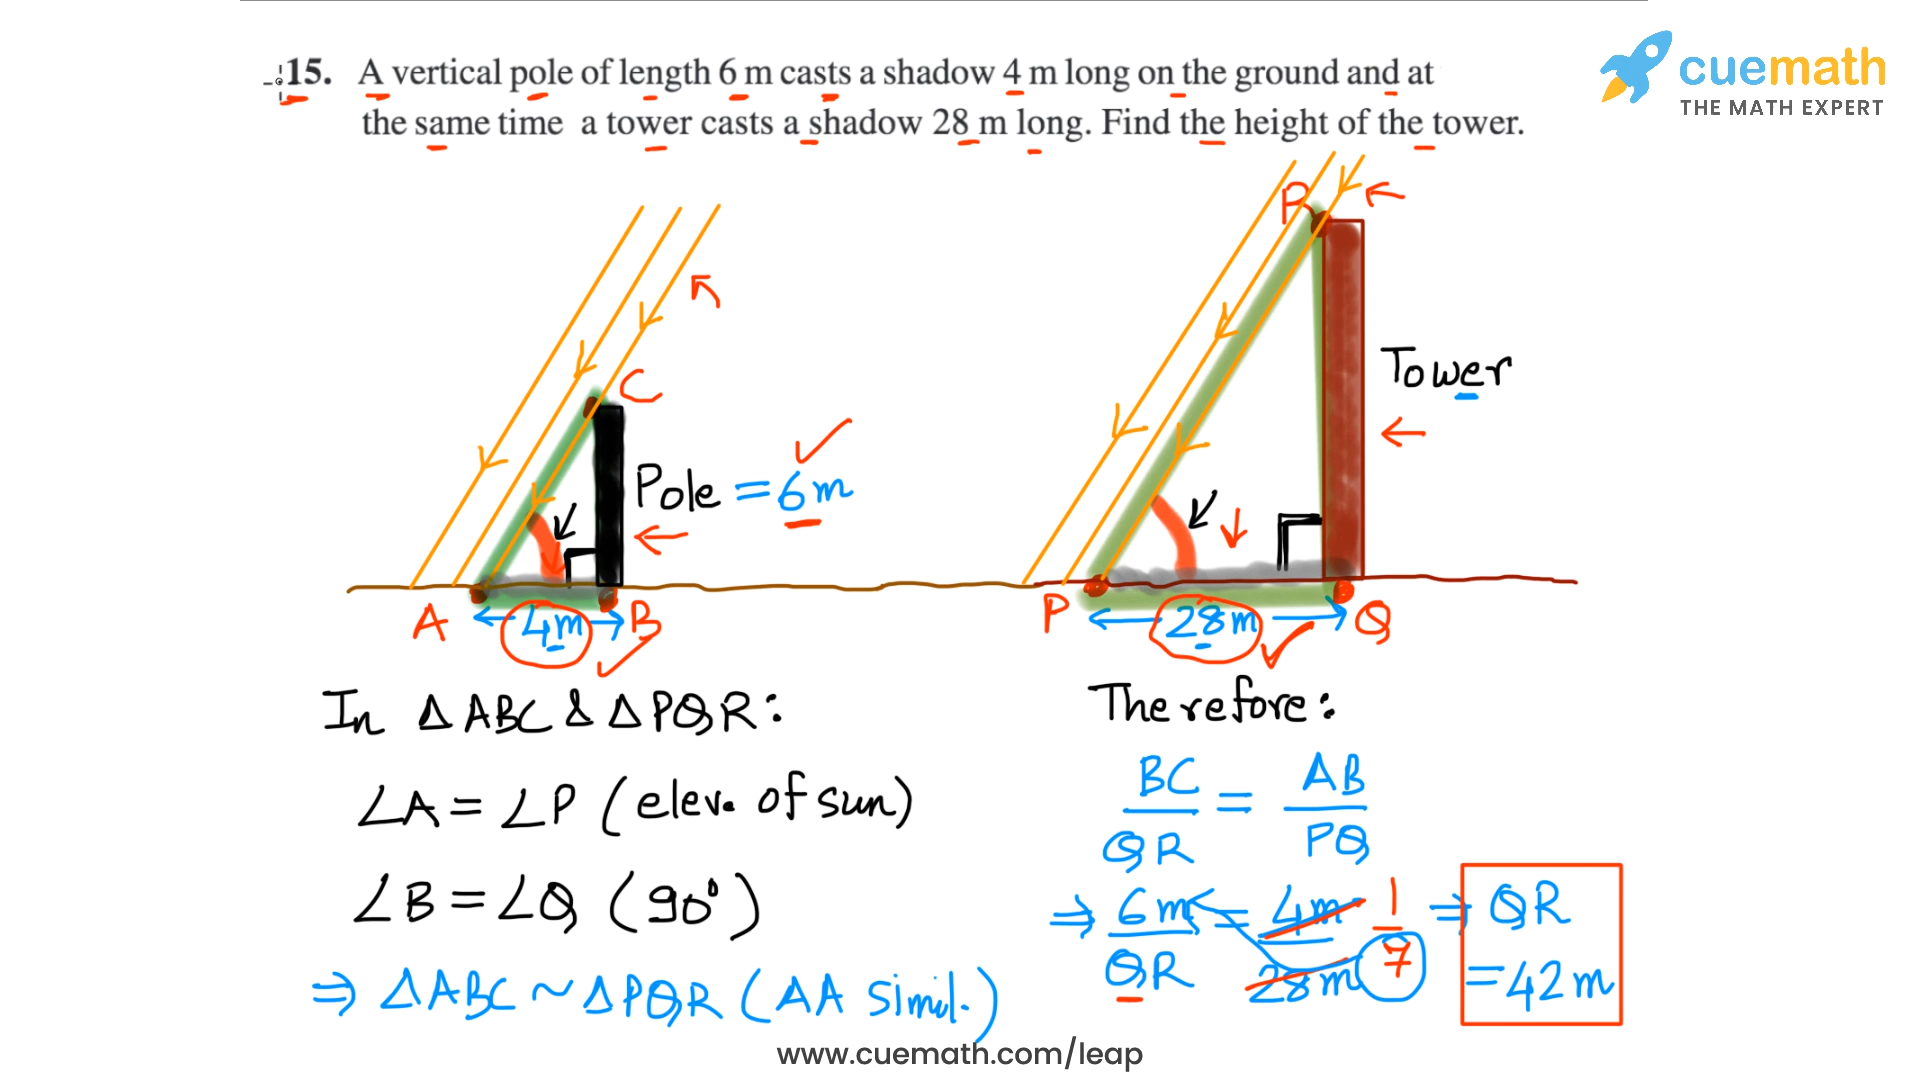 15. A vertical pole of length 6 m casts a shadow 4 m long on the ground and at
the same time a tower casts a shadow 28 m long. Find the height of the tower.
cuemath
THE MATH EXPERT
C
Pole = 6m
A
4m
B
R
Tower
P
28m
Q
In Δ ABC & Δ PQR:
∠A = ∠P (elev. of sun)
∠B = ∠Q (90°)
⇒ ΔABC ~ ΔPQR (AA simil.)
Therefore:
BC/QR = AB/PQ
⇒ 6m/QR = 4m/28m 1/7 ⇒ QR
= 42m
www.cuemath.com/leap